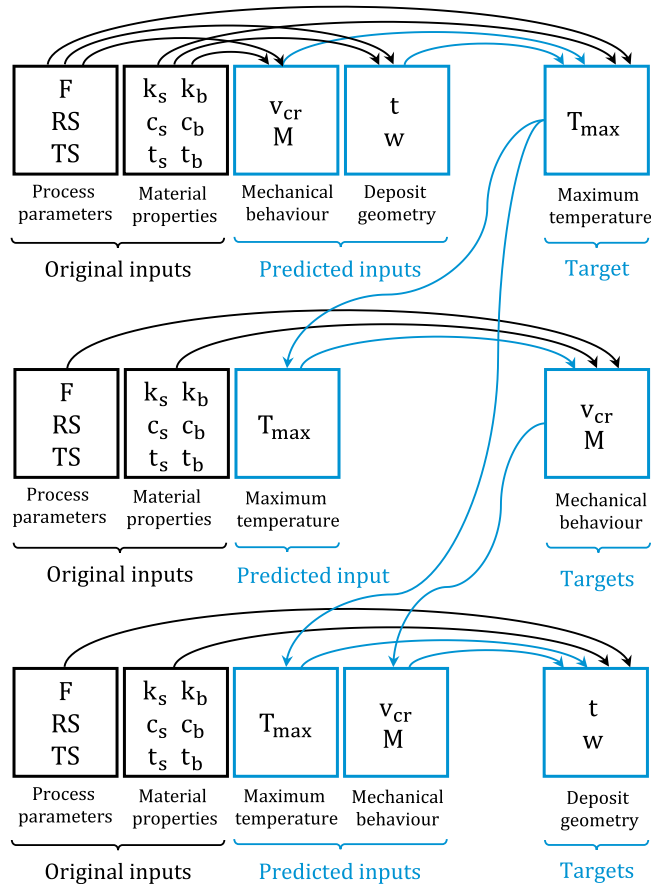 F
RS
TS
k_s k_b
c_s c_b
t_s t_b
v_cr
M
t
w
T_max
Process
parameters
Material
properties
Mechanical
behaviour
Deposit
geometry
Maximum
temperature
Original inputs
Predicted inputs
Target
F
RS
TS
k_s k_b
c_s c_b
t_s t_b
T_max
v_cr
M
Process
parameters
Material
properties
Maximum
temperature
Mechanical
behaviour
Original inputs
Predicted input
Targets
F
RS
TS
k_s k_b
c_s c_b
t_s t_b
T_max
v_cr
M
t
w
Process
parameters
Material
properties
Maximum
temperature
Mechanical
behaviour
Deposit
geometry
Original inputs
Predicted inputs
Targets